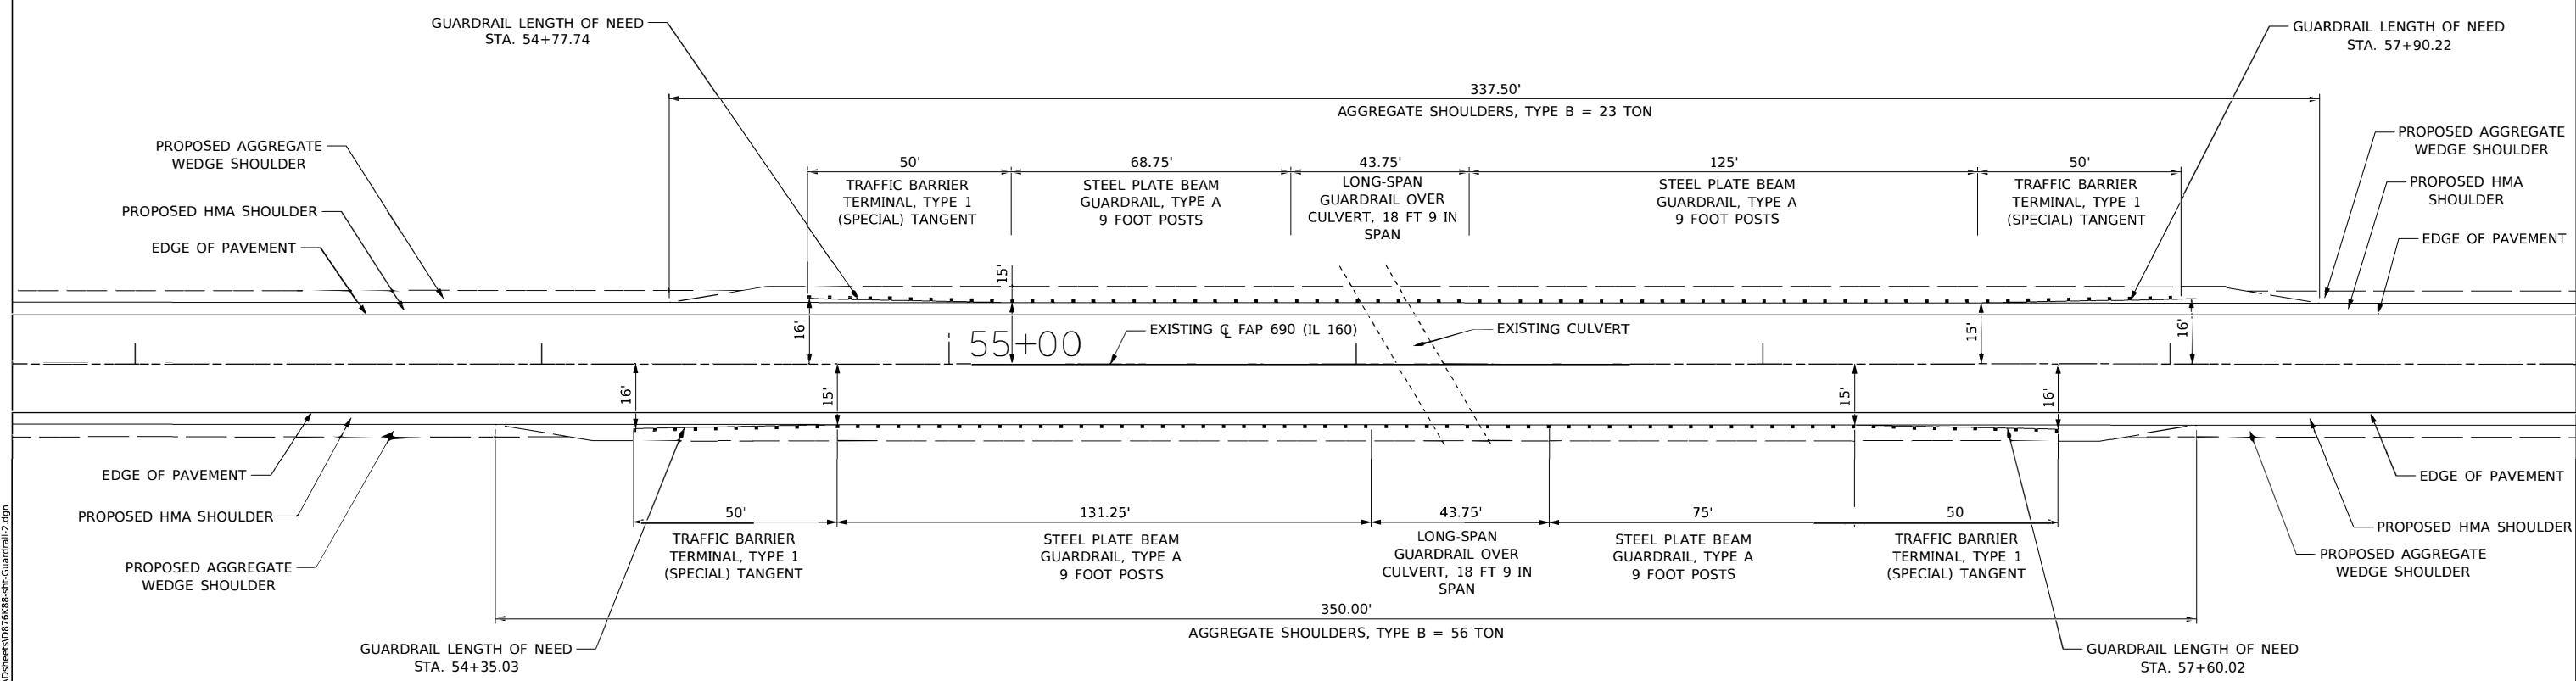 GUARDRAIL LENGTH OF NEED
STA. 54+77.74
GUARDRAIL LENGTH OF NEED
STA. 57+90.22
337.50'
AGGREGATE SHOULDERS, TYPE B = 23 TON
PROPOSED AGGREGATE
WEDGE SHOULDER
PROPOSED HMA SHOULDER
EDGE OF PAVEMENT
50'
TRAFFIC BARRIER
TERMINAL, TYPE 1
(SPECIAL) TANGENT
68.75'
STEEL PLATE BEAM
GUARDRAIL, TYPE A
9 FOOT POSTS
43.75'
LONG-SPAN
GUARDRAIL OVER
CULVERT, 18 FT 9 IN
SPAN
125'
STEEL PLATE BEAM
GUARDRAIL, TYPE A
9 FOOT POSTS
50'
TRAFFIC BARRIER
TERMINAL, TYPE 1
(SPECIAL) TANGENT
PROPOSED AGGREGATE
WEDGE SHOULDER
PROPOSED HMA
SHOULDER
EDGE OF PAVEMENT
15'
16'
55+00
EXISTING ℄ FAP 690 (IL 160)
EXISTING CULVERT
15'
16'
16'
15'
15'
16'
EDGE OF PAVEMENT
PROPOSED HMA SHOULDER
PROPOSED AGGREGATE
WEDGE SHOULDER
50'
TRAFFIC BARRIER
TERMINAL, TYPE 1
(SPECIAL) TANGENT
131.25'
STEEL PLATE BEAM
GUARDRAIL, TYPE A
9 FOOT POSTS
43.75'
LONG-SPAN
GUARDRAIL OVER
CULVERT, 18 FT 9 IN
SPAN
75'
STEEL PLATE BEAM
GUARDRAIL, TYPE A
9 FOOT POSTS
50
TRAFFIC BARRIER
TERMINAL, TYPE 1
(SPECIAL) TANGENT
EDGE OF PAVEMENT
PROPOSED HMA SHOULDER
PROPOSED AGGREGATE
WEDGE SHOULDER
350.00'
AGGREGATE SHOULDERS, TYPE B = 56 TON
GUARDRAIL LENGTH OF NEED
STA. 54+35.03
GUARDRAIL LENGTH OF NEED
STA. 57+60.02
Dsheets\D876K88-sht-Guardrail-2.dgn